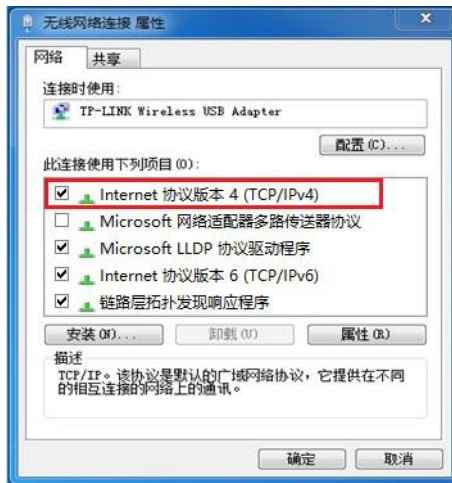 无线网络连接 属性
网络 共享
连接时使用:
TP-LINK Wireless USB Adapter
配置(C)...
此连接使用下列项目(O):
Internet 协议版本 4 (TCP/IPv4)
Microsoft 网络适配器多路传送器协议
Microsoft LLDP 协议驱动程序
Internet 协议版本 6 (TCP/IPv6)
链路层拓扑发现响应程序
安装(N)... 卸载(U) 属性(R)
描述
TCP/IP。该协议是默认的广域网络协议，它提供在不同
的相互连接的网络上的通讯。
确定 取消